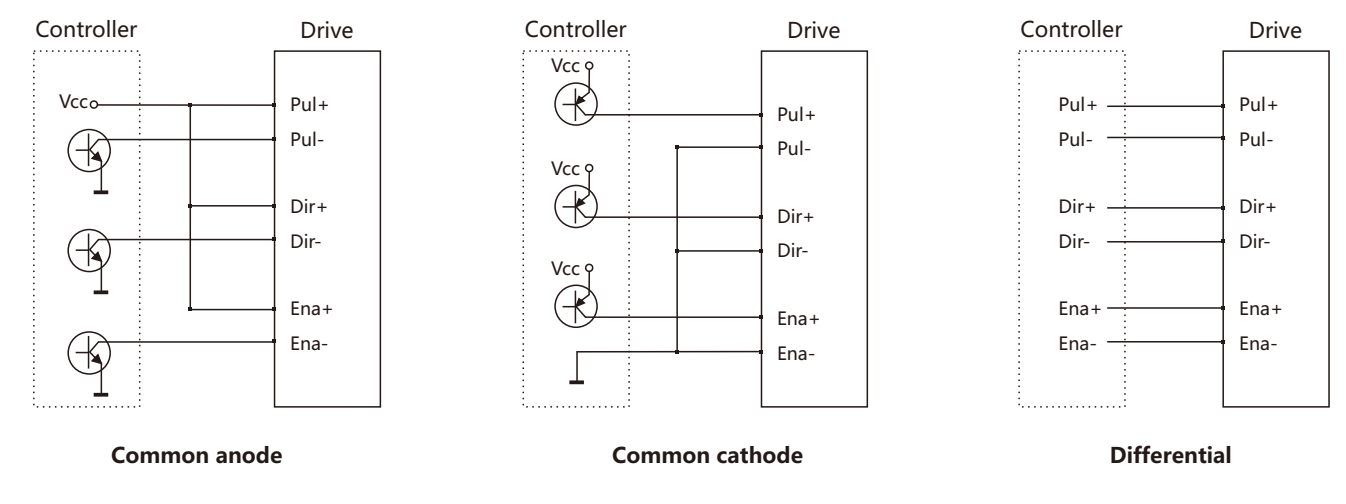 Controller
Drive
Vcc
Pul+
Pul-
Dir+
Dir-
Ena+
Ena-
Common anode
Controller
Drive
Vcc
Pul+
Pul-
Vcc
Dir+
Dir-
Vcc
Ena+
Ena-
Common cathode
Controller
Drive
Pul+ Pul+
Pul- Pul-
Dir+ Dir+
Dir- Dir-
Ena+ Ena+
Ena- Ena-
Differential